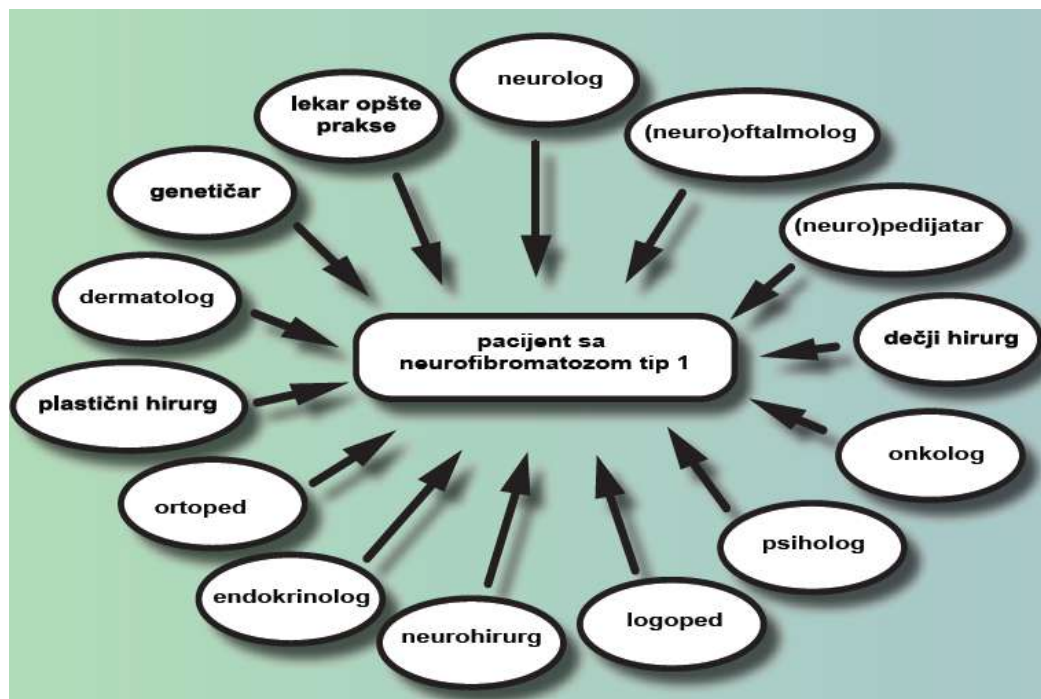 neurolog
lekar opšte
prakse
(neuro)oftalmolog
genetičar
(neuro)pedijatar
dermatolog
pacijent sa
neurofibromatozom tip 1
dečji hirurg
plastični hirurg
onkolog
ortoped
psiholog
endokrinolog
logoped
neurohirurg